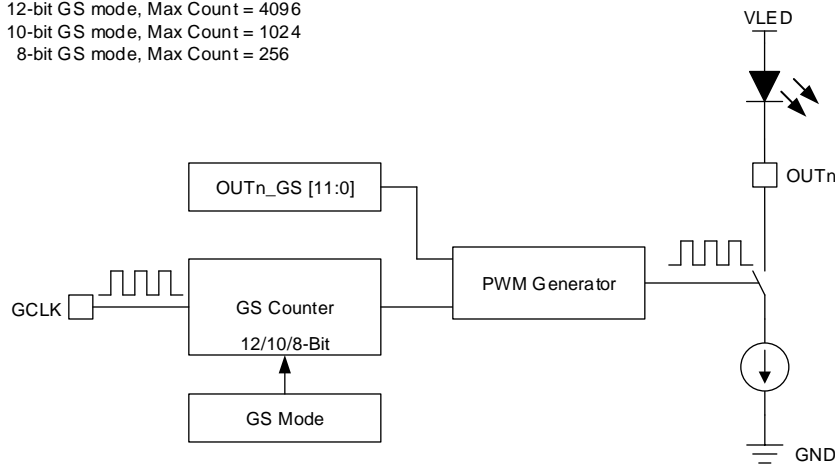 12-bit GS mode, Max Count = 4096
10-bit GS mode, Max Count = 1024
8-bit GS mode, Max Count = 256
VLED
OUTn_GS [11:0]
OUTn
PWM Generator
GCLK
GS Counter
12/10/8-Bit
GS Mode
GND